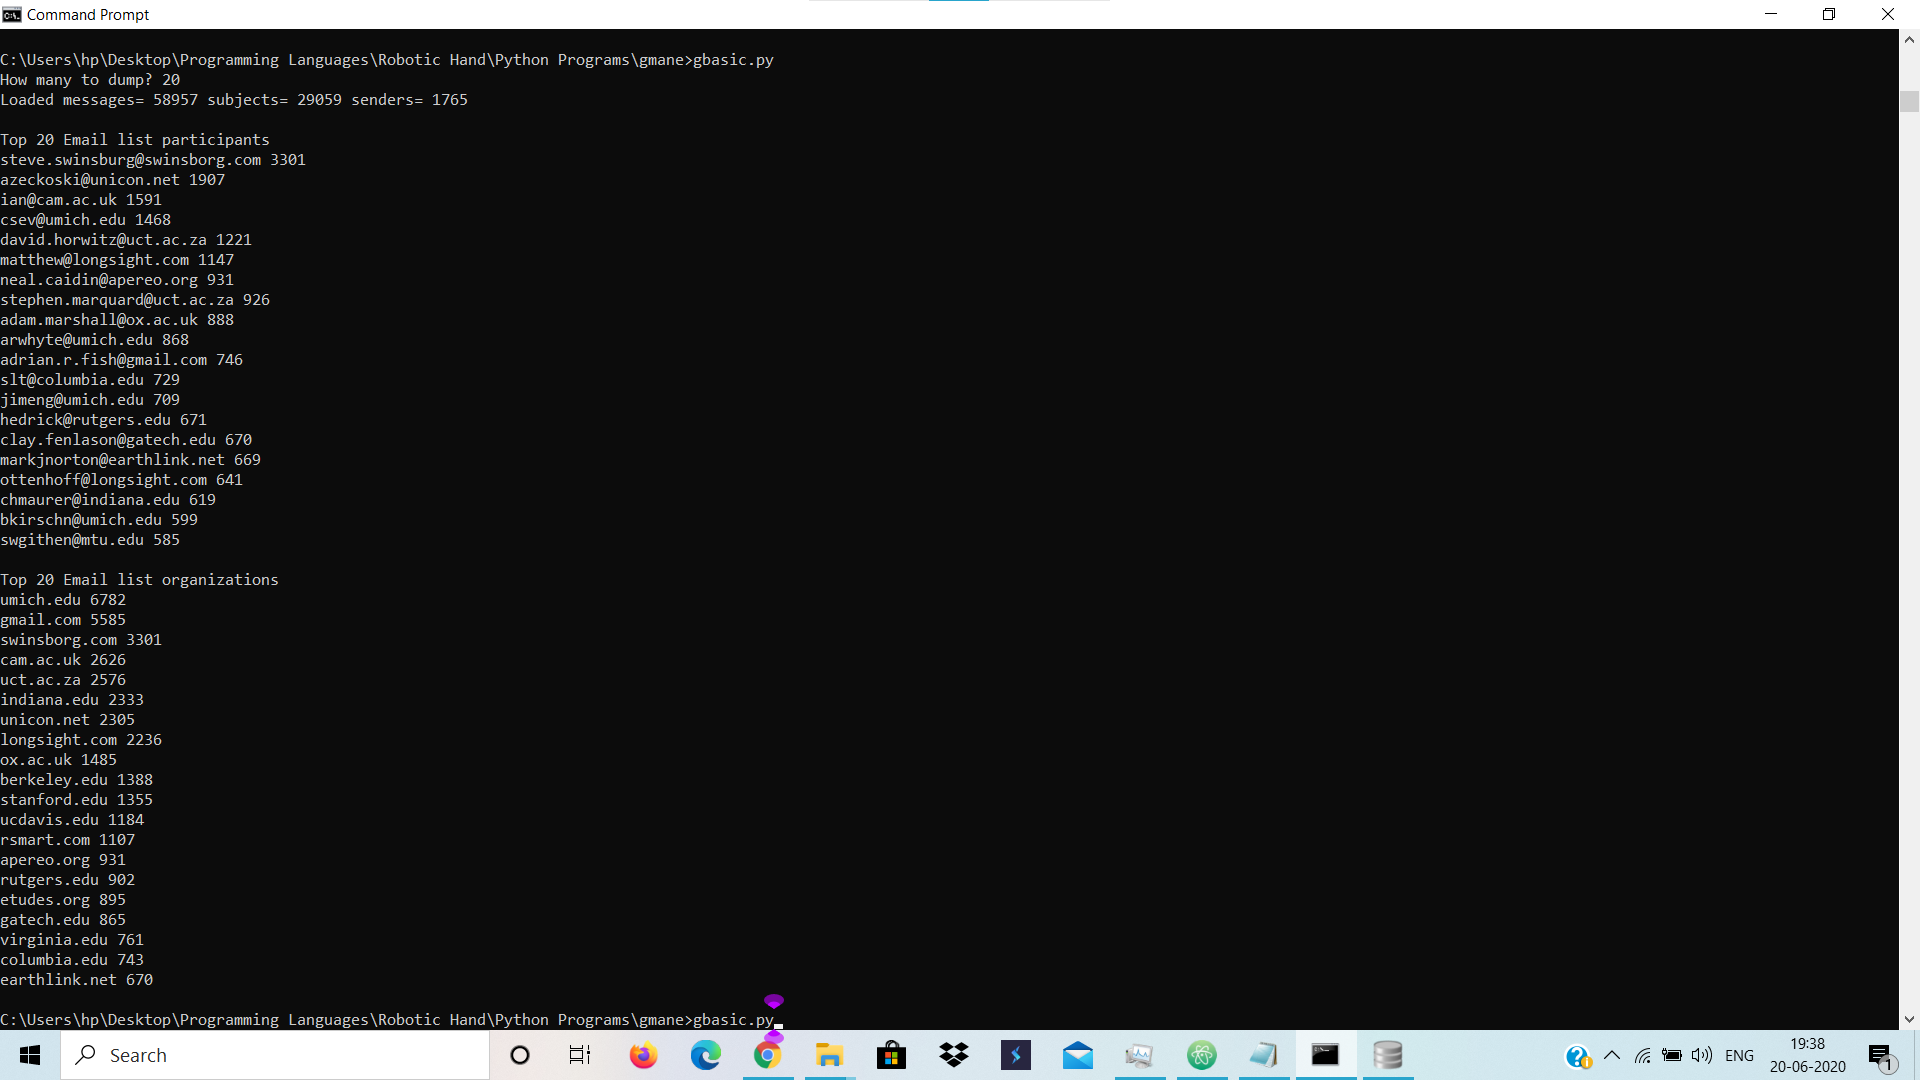 Command Prompt
C:\Users\hp\Desktop\Programming Languages\Robotic Hand\Python Programs\gmane>gbasic.py
How many to dump? 20
Loaded messages= 58957 subjects= 29059 senders= 1765
Top 20 Email list participants
steve.swinsburg@swinsborg.com 3301
azeckoski@unicon.net 1907
ian@cam.ac.uk 1591
csev@umich.edu 1468
david.horwitz@uct.ac.za 1221
matthew@longsight.com 1147
neal.caidin@apereo.org 931
stephen.marquard@uct.ac.za 926
adam.marshall@ox.ac.uk 888
arwhyte@umich.edu 868
adrian.r.fish@gmail.com 746
slt@columbia.edu 729
jimeng@umich.edu 709
hedrick@rutgers.edu 671
clay.fenlason@gatech.edu 670
markjnorton@earthlink.net 669
ottenhoff@longsight.com 641
chmaurer@indiana.edu 619
bkirschn@umich.edu 599
swgithen@mtu.edu 585
Top 20 Email list organizations
umich.edu 6782
gmail.com 5585
swinsborg.com 3301
cam.ac.uk 2626
uct.ac.za 2576
indiana.edu 2333
unicon.net 2305
longsight.com 2236
ox.ac.uk 1485
berkeley.edu 1388
stanford.edu 1355
ucdavis.edu 1184
rsmart.com 1107
apereo.org 931
rutgers.edu 902
etudes.org 895
gatech.edu 865
virginia.edu 761
columbia.edu 743
earthlink.net 670
C:\Users\hp\Desktop\Programming Languages\Robotic Hand\Python Programs\gmane>gbasic.py
Search
ENG
19:38
20-06-2020
1